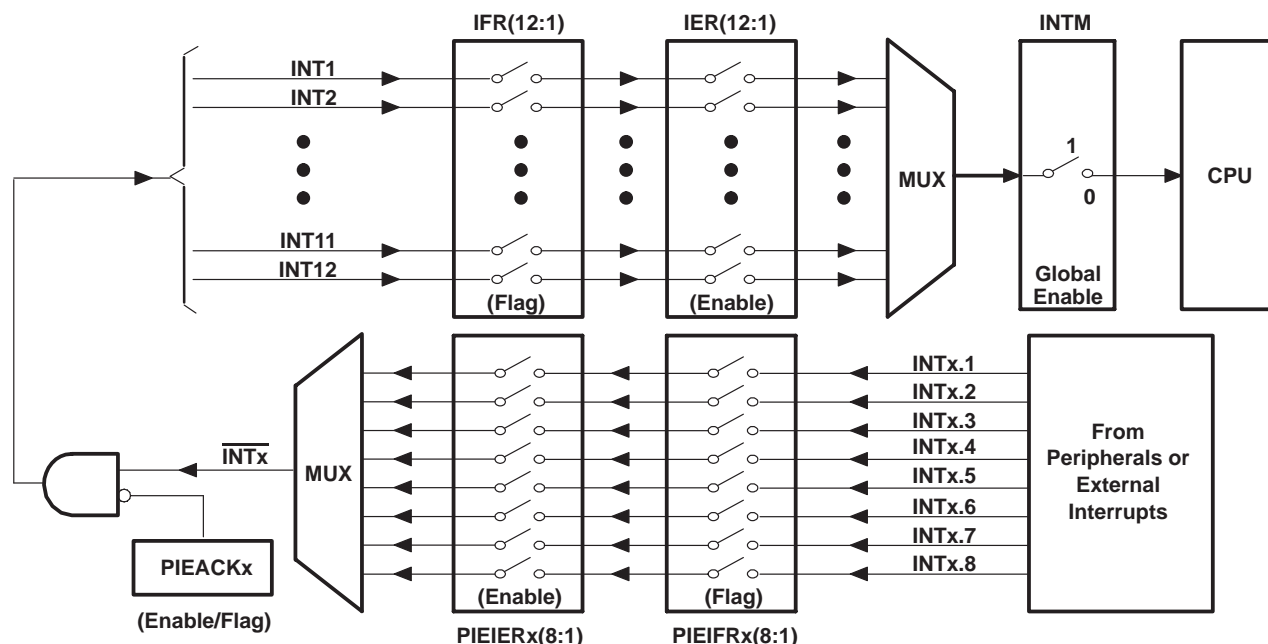 IFR(12:1)
IER(12:1)
INTM
INT1
INT2
1
MUX
CPU
0
INT11
INT12
Global
Enable
(Flag)
(Enable)
INTx.1
INTx.2
INTx.3
From
INTx
MUX
INTx.4
Peripherals or
INTx.5
External
INTx.6
Interrupts
INTx.7
PIEACKx
INTx.8
(Enable)
(Flag)
(Enable/Flag)
PIEIERx(8:1)
PIEIFRx(8:1)